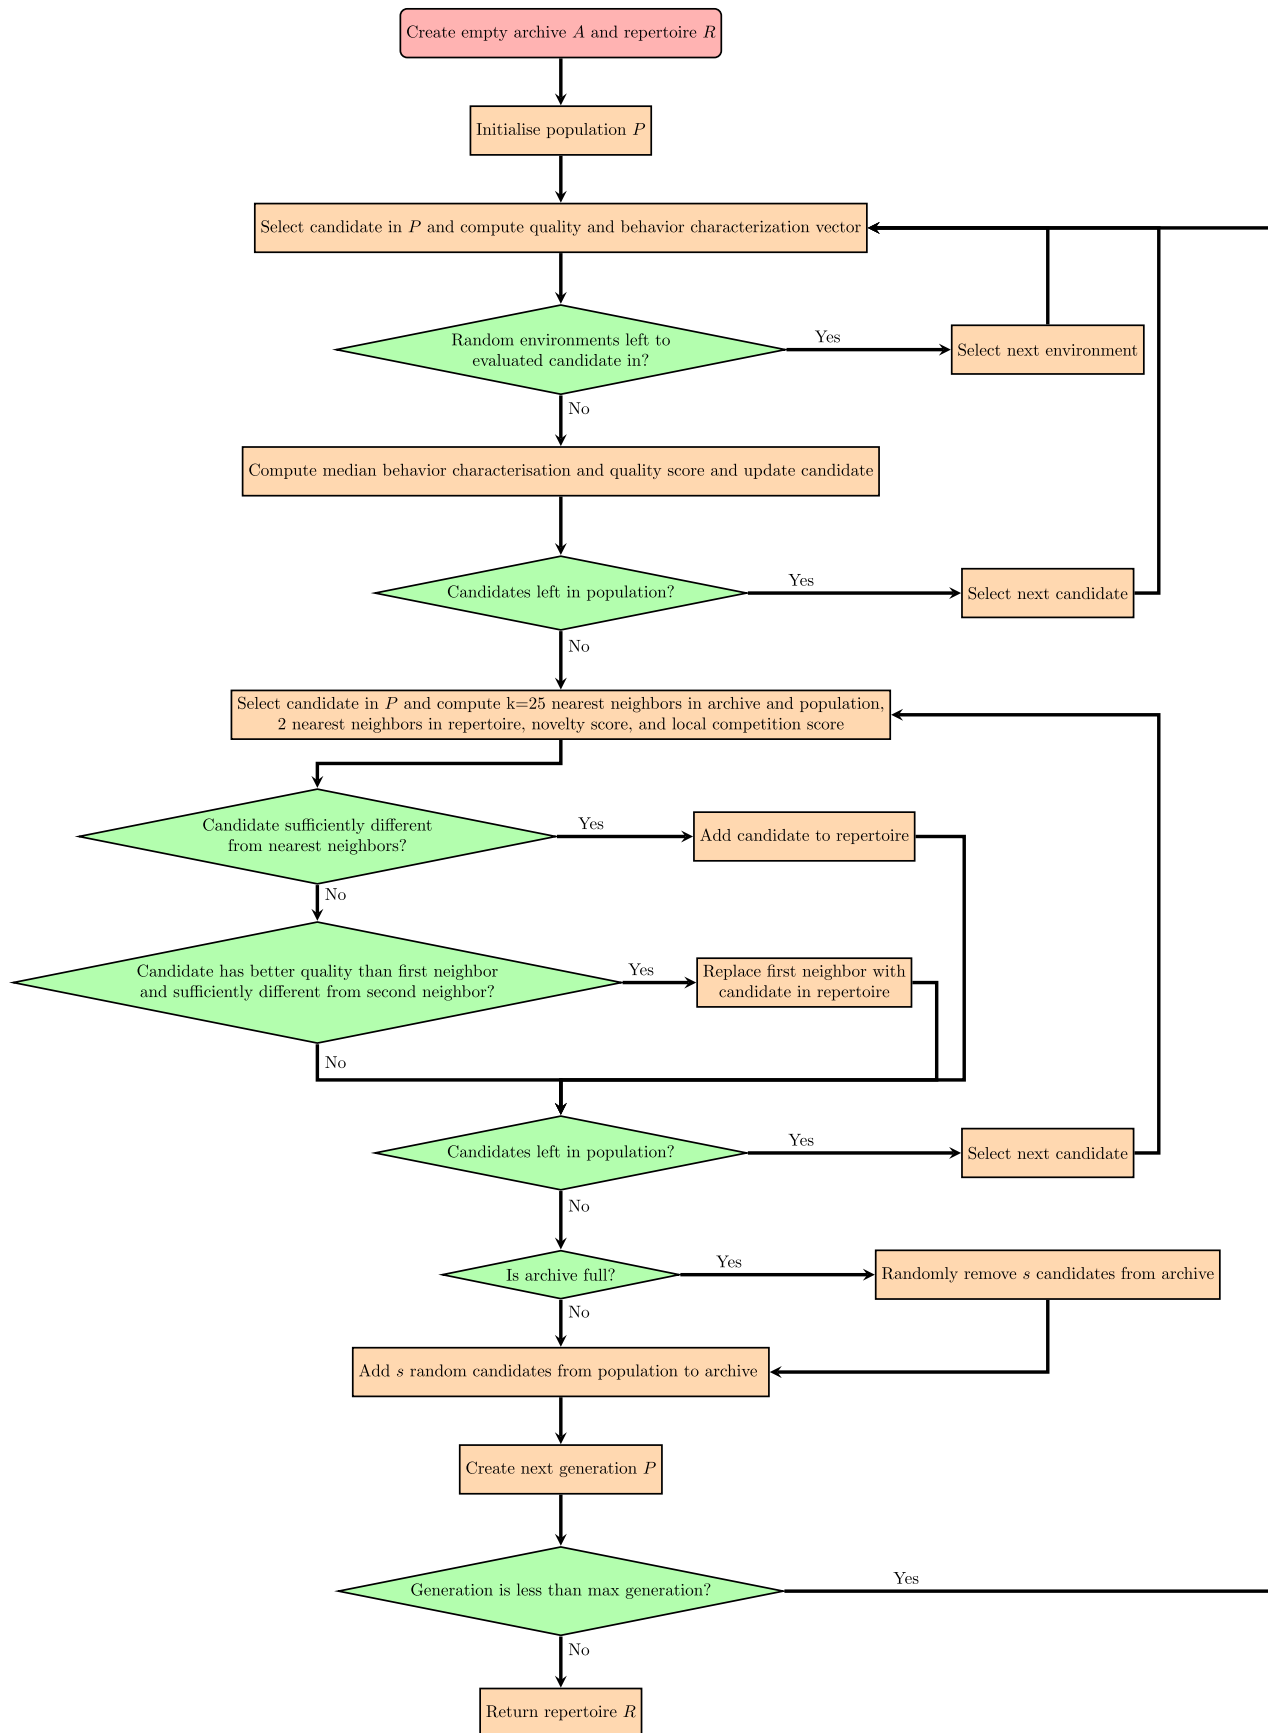 Create empty archive A and repertoire R
Initialise population P
Select candidate in P and compute quality and behavior characterization vector
Random environments left to
evaluated candidate in?
Yes
Select next environment
No
Compute median behavior characterisation and quality score and update candidate
Candidates left in population?
Yes
Select next candidate
No
Select candidate in P and compute k=25 nearest neighbors in archive and population,
2 nearest neighbors in repertoire, novelty score, and local competition score
Candidate sufficiently different
from nearest neighbors?
Yes
Add candidate to repertoire
No
Candidate has better quality than first neighbor
and sufficiently different from second neighbor?
Yes
Replace first neighbor with
candidate in repertoire
No
Candidates left in population?
Yes
Select next candidate
No
Is archive full?
Yes
Randomly remove s candidates from archive
No
Add s random candidates from population to archive
Create next generation P
Generation is less than max generation?
Yes
No
Return repertoire R